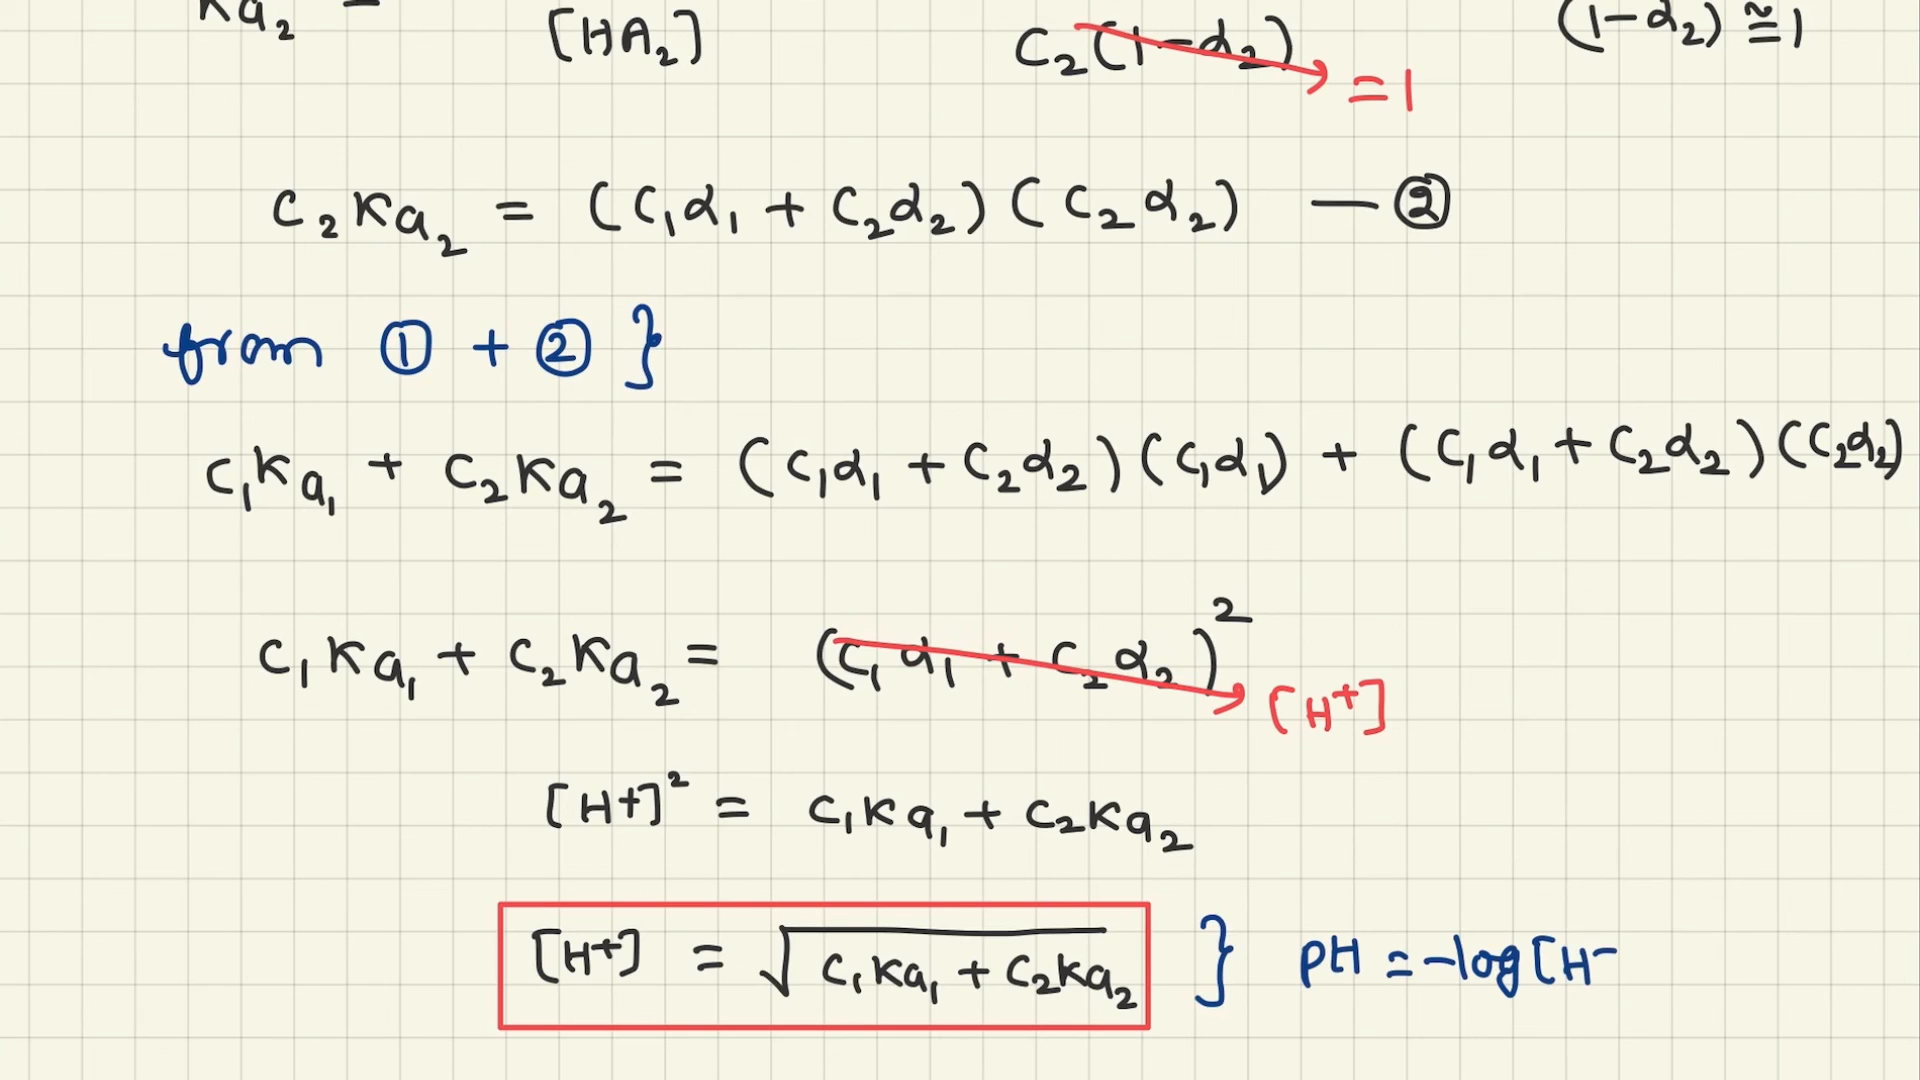 Ka₂ =
[HA₂] C₂(1-α₂) = 1 (1-α₂) ≅ 1
C₂Ka₂ = (C₁α₁ + C₂α₂)(C₂α₂) — ②
from ① + ② }
C₁Ka₁ + C₂Ka₂ = (C₁α₁ + C₂α₂)(C₁α₁) + (C₁α₁ + C₂α₂)(C₂α₂)
C₁Ka₁ + C₂Ka₂ = (C₁α₁ + C₂α₂)² [H⁺]
[H+]² = C₁Ka₁ + C₂Ka₂
[H+] = √C₁Ka₁ + C₂Ka₂ } PH = -log[H-